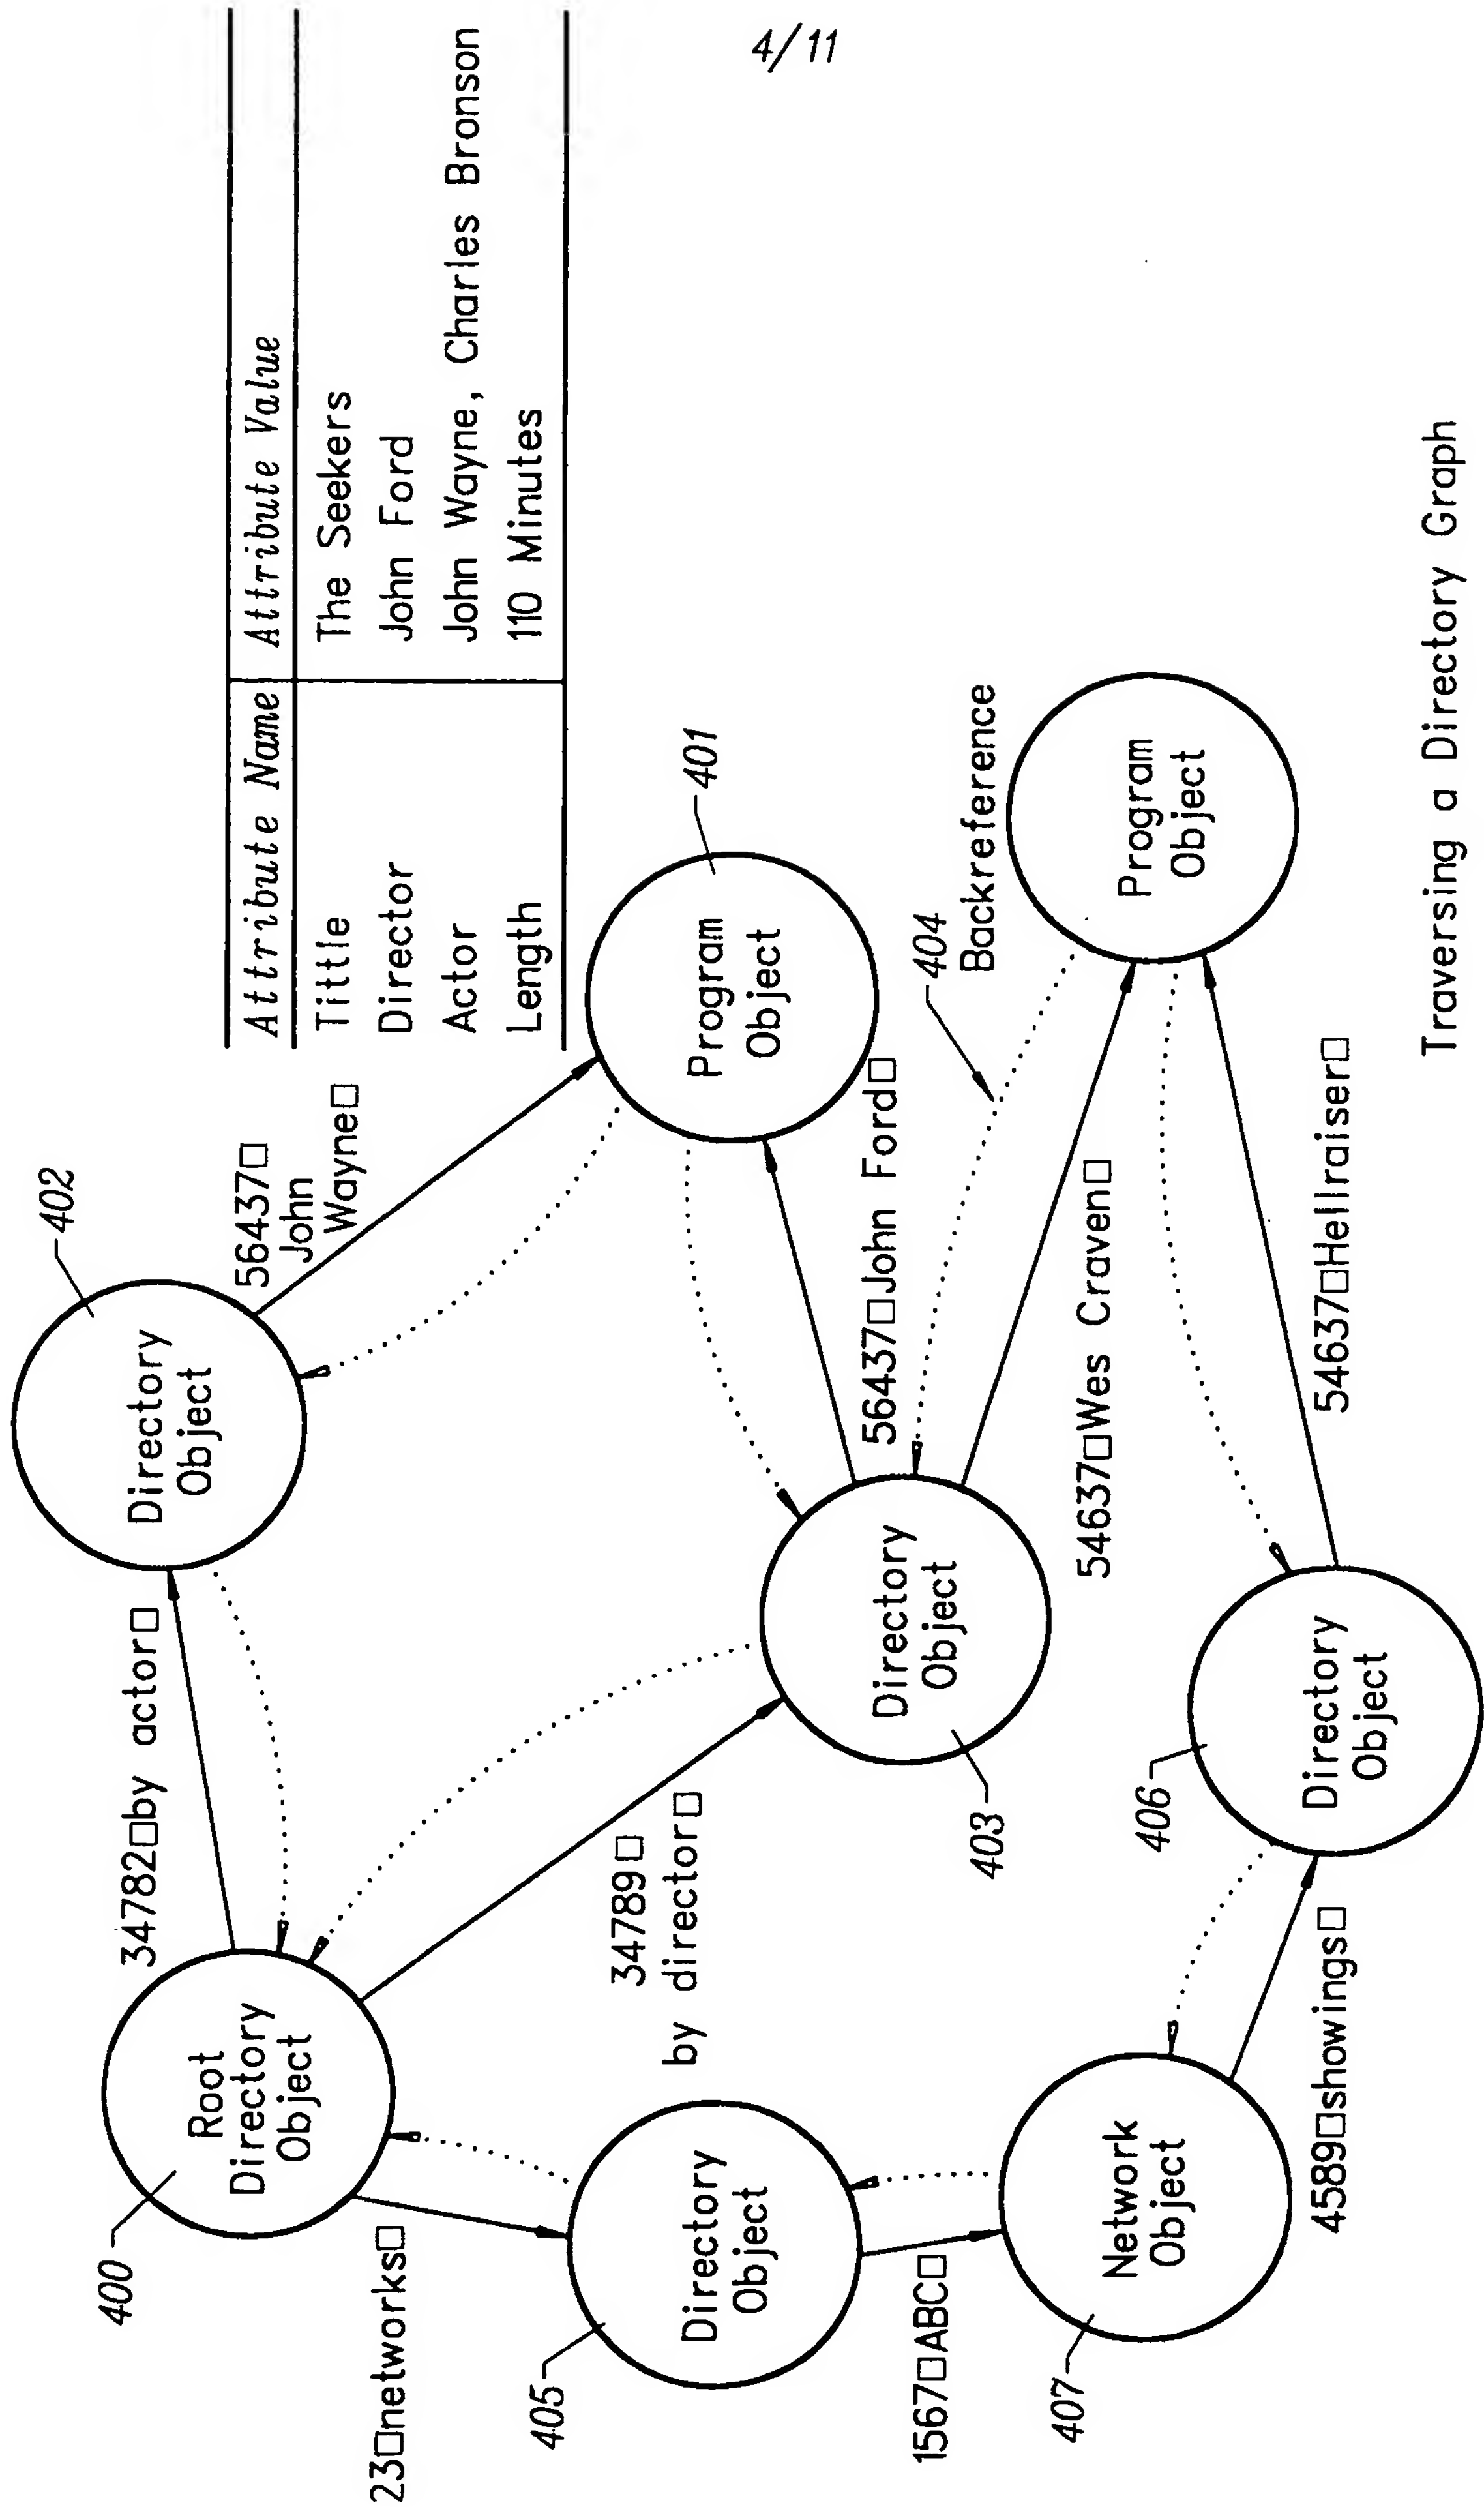 4/11
Attribute Name Attribute Value
Tittle The Seekers
Director John Ford
Actor John Wayne, Charles Bronson
Length 110 Minutes
402
Directory
Object
34782□by actor□
56437□
John
Wayne□
400
Root
Directory
Object
401
Program
Object
23□networks□
34789□
by director□
56437□John Ford□
404
Backreference
405
Directory
Object
403
Directory
Object
Program
Object
54637□Wes Craven□
1567□ABC□
406
Directory
Object
407
Network
Object
54637□Hellraiser□
4589□showings□
Traversing a Directory Graph